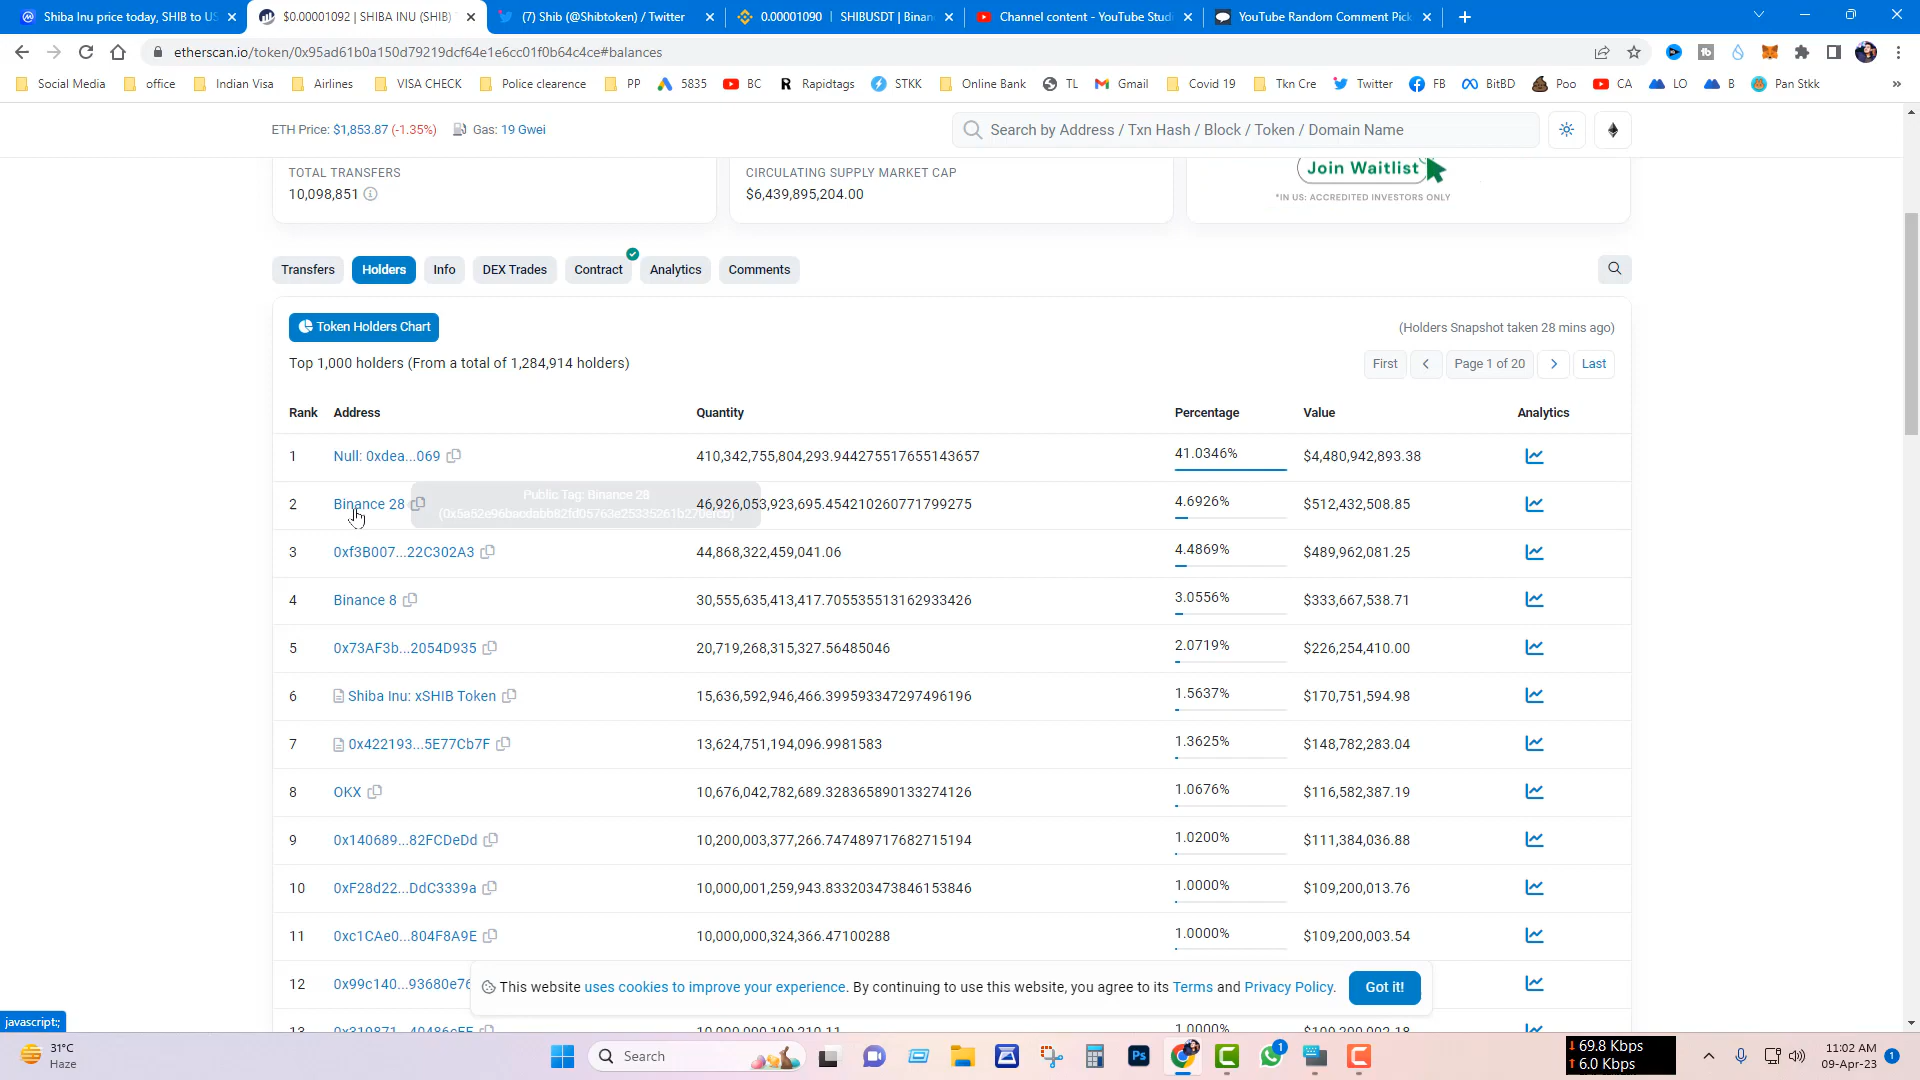 Shiba Inu price today, SHIB to US
$0.00001092 | SHIBA INU (SHIB)
(7) Shib (@Shibtoken) / Twitter
0.00001090 | SHIBUSDT | Binan
Channel content - YouTube Studi
YouTube Random Comment Pick
etherscan.io/token/0x95ad61b0a150d79219dcf64e1e6cc01f0b64c4ce#balances
Social Media
office
Indian Visa
Airlines
VISA CHECK
Police clearence
PP
5835
BC
Rapidtags
STKK
Online Bank
TL
Gmail
Covid 19
Tkn Cre
Twitter
FB
BitBD
Poo
CA
LO
B
Pan Stkk
ETH Price: $1,853.87 (-1.35%)
Gas: 19 Gwei
Search by Address / Txn Hash / Block / Token / Domain Name
TOTAL TRANSFERS
10,098,851
CIRCULATING SUPPLY MARKET CAP
$6,439,895,204.00
Join Waitlist
*IN US: ACCREDITED INVESTORS ONLY
Transfers
Holders
Info
DEX Trades
Contract
Analytics
Comments
Token Holders Chart
(Holders Snapshot taken 28 mins ago)
Top 1,000 holders (From a total of 1,284,914 holders)
First
Page 1 of 20
Last
Rank Address Quantity Percentage Value Analytics
1 Null: 0xdea...069 410,342,755,804,293.944275517655143657 41.0346% $4,480,942,893.38
Public Tag: Binance 28
2 Binance 28 46,926,053,923,695.454210260771799275 4.6926% $512,432,508.85
3 0xf3B007...22C302A3 44,868,322,459,041.06 4.4869% $489,962,081.25
4 Binance 8 30,555,635,413,417.705535513162933426 3.0556% $333,667,538.71
5 0x73AF3b...2054D935 20,719,268,315,327.56485046 2.0719% $226,254,410.00
6 Shiba Inu: xSHIB Token 15,636,592,946,466.399593347297496196 1.5637% $170,751,594.98
7 0x422193...5E77Cb7F 13,624,751,194,096.9981583 1.3625% $148,782,283.04
8 OKX 10,676,042,782,689.328365890133274126 1.0676% $116,582,387.19
9 0x140689...82FCDeDd 10,200,003,377,266.747489717682715194 1.0200% $111,384,036.88
10 0xF28d22...DdC3339a 10,000,001,259,943.833203473846153846 1.0000% $109,200,013.76
11 0xc1CAe0...804F8A9E 10,000,000,324,366.47100288 1.0000% $109,200,003.54
12 0x99c140...93680e76
This website uses cookies to improve your experience. By continuing to use this website, you agree to its Terms and Privacy Policy.
Got it!
13 1.0000%
javascript:;
31°C
Haze
Search
Ps
1
69.8 Kbps
6.0 Kbps
11:02 AM
09-Apr-23
1